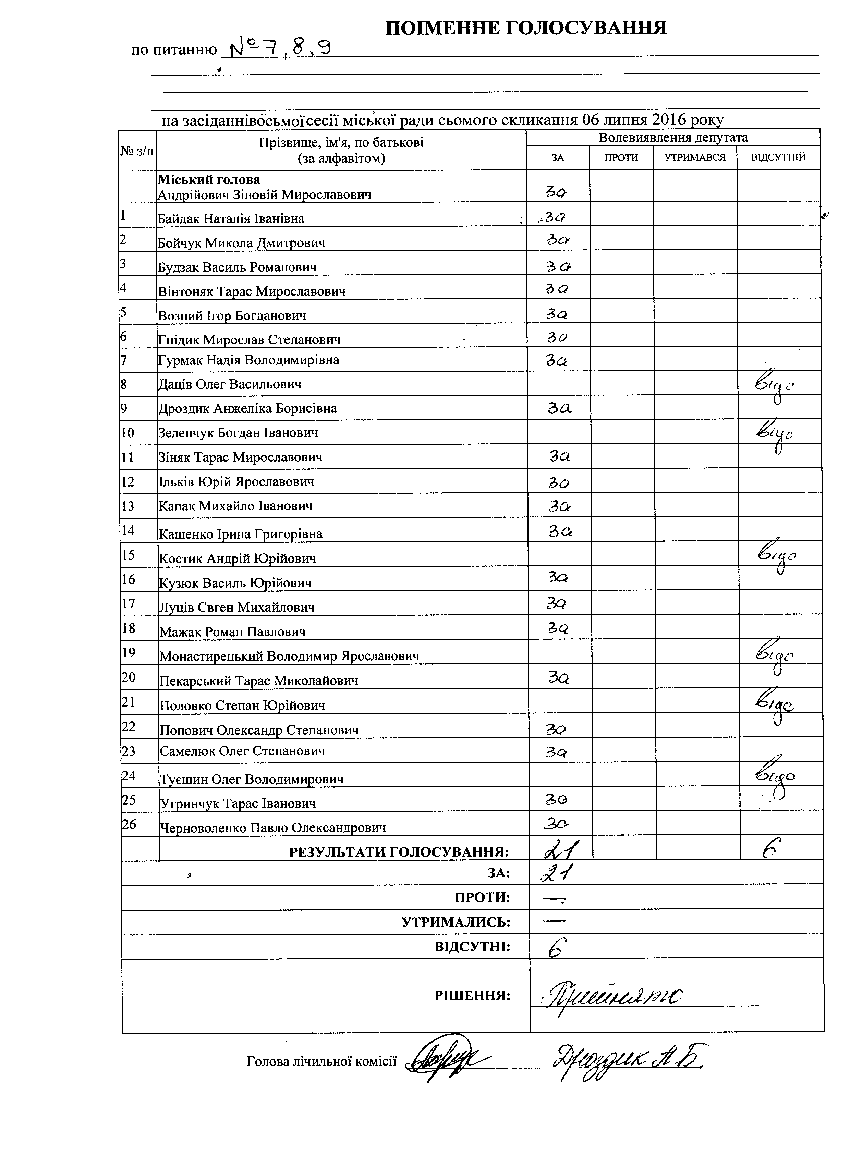 ПОІМЕННЕ ГОЛОСУВАННЯ
по питанню № 7, 8, 9
на засіданнівосьмоїсесії міської ради сьомого скликання 06 липня 2016 року
№ з/п Прізвище, ім'я, по батькові (за алфавітом) Волевиявлення депутата
ЗА ПРОТИ УТРИМАВСЯ ВІДСУТНІЙ
Міський голова
Андрійович Зіновій Мирославович за
1 Байдак Наталія Іванівна за
2 Бойчук Микола Дмитрович за
3 Будзак Василь Романович за
4 Вінтоняк Тарас Мирославович за
5 Возний Ігор Богданович за
6 Гнідик Мирослав Степанович за
7 Гурмак Надія Володимирівна за
8 Даців Олег Васильович відс
9 Дроздик Анжеліка Борисівна за
10 Зеленчук Богдан Іванович відс
11 Зіняк Тарас Мирославович за
12 Ільків Юрій Ярославович за
13 Капак Михайло Іванович за
14 Кашенко Ірина Григорівна за
15 Костик Андрій Юрійович відс
16 Кузюк Василь Юрійович за
17 Луців Євген Михайлович за
18 Мажак Роман Павлович за
19 Монастирецький Володимир Ярославович відс
20 Пекарський Тарас Миколайович за
21 Половко Степан Юрійович відс
22 Попович Олександр Степанович за
23 Самелюк Олег Степанович за
24 Туєшин Олег Володимирович відс
25 Угринчук Тарас Іванович за
26 Черноволенко Павло Олександрович за
РЕЗУЛЬТАТИ ГОЛОСУВАННЯ: 21 6
ЗА: 21
ПРОТИ: —
УТРИМАЛИСЬ: —
ВІДСУТНІ: 6
РІШЕННЯ: Прийнято
Голова лічильної комісії Дроздик А.Б.